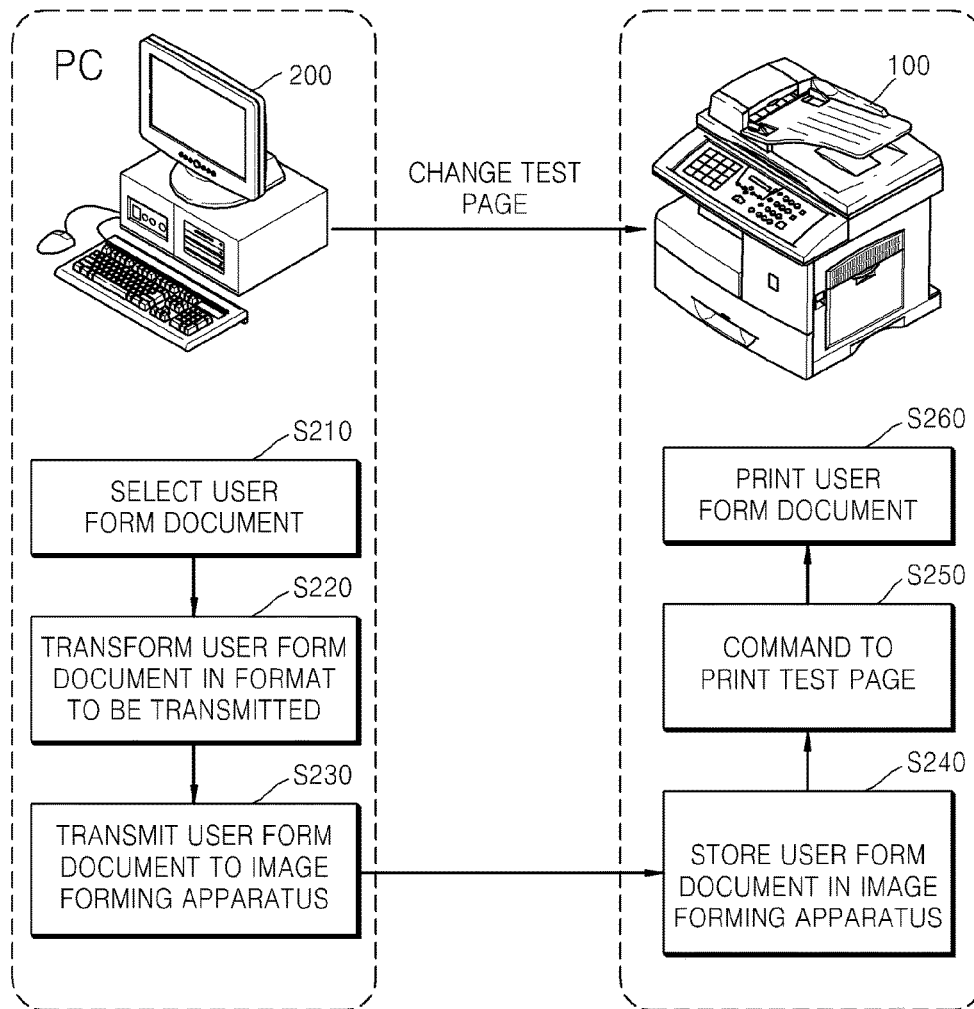 PC
200
100
CHANGE TEST
PAGE
S210
SELECT USER
FORM DOCUMENT
S220
TRANSFORM USER FORM
DOCUMENT IN FORMAT
TO BE TRANSMITTED
S230
TRANSMIT USER FORM
DOCUMENT TO IMAGE
FORMING APPARATUS
S260
PRINT USER
FORM DOCUMENT
S250
COMMAND TO
PRINT TEST PAGE
S240
STORE USER FORM
DOCUMENT IN IMAGE
FORMING APPARATUS